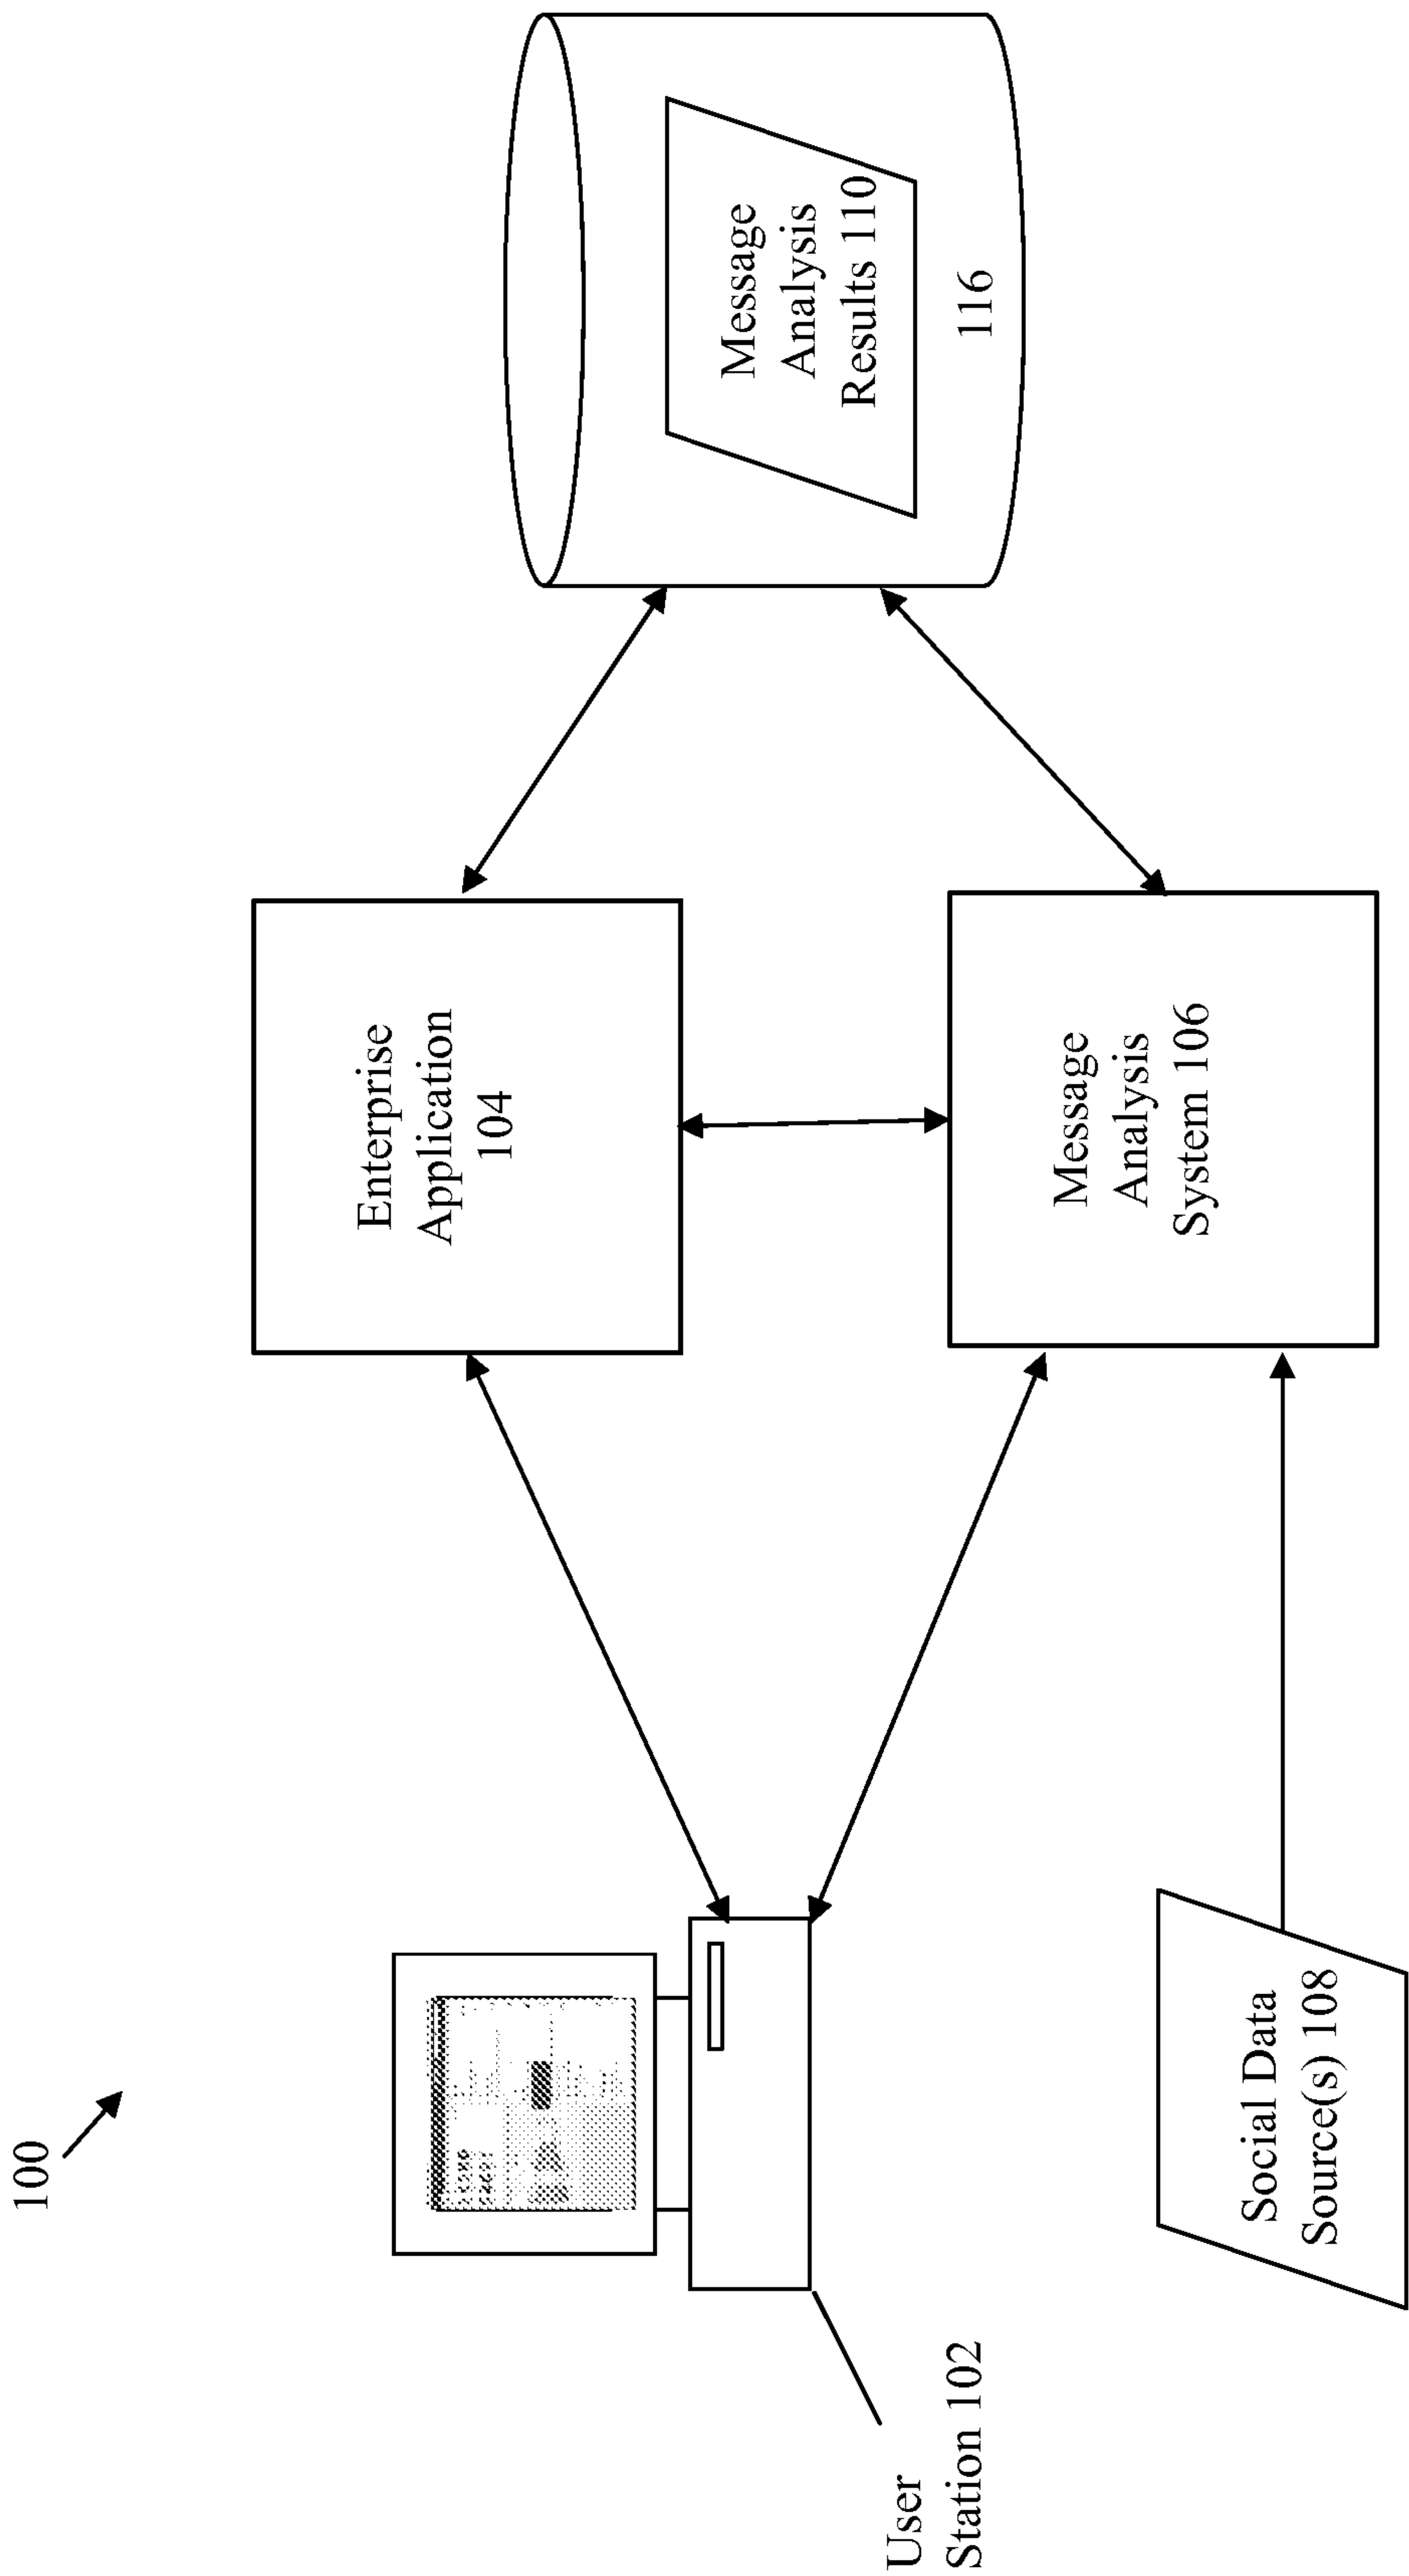 100
User
Station 102
Enterprise
Application
104
Message
Analysis
Results 110
116
Message
Analysis
System 106
Social Data
Source(s) 108